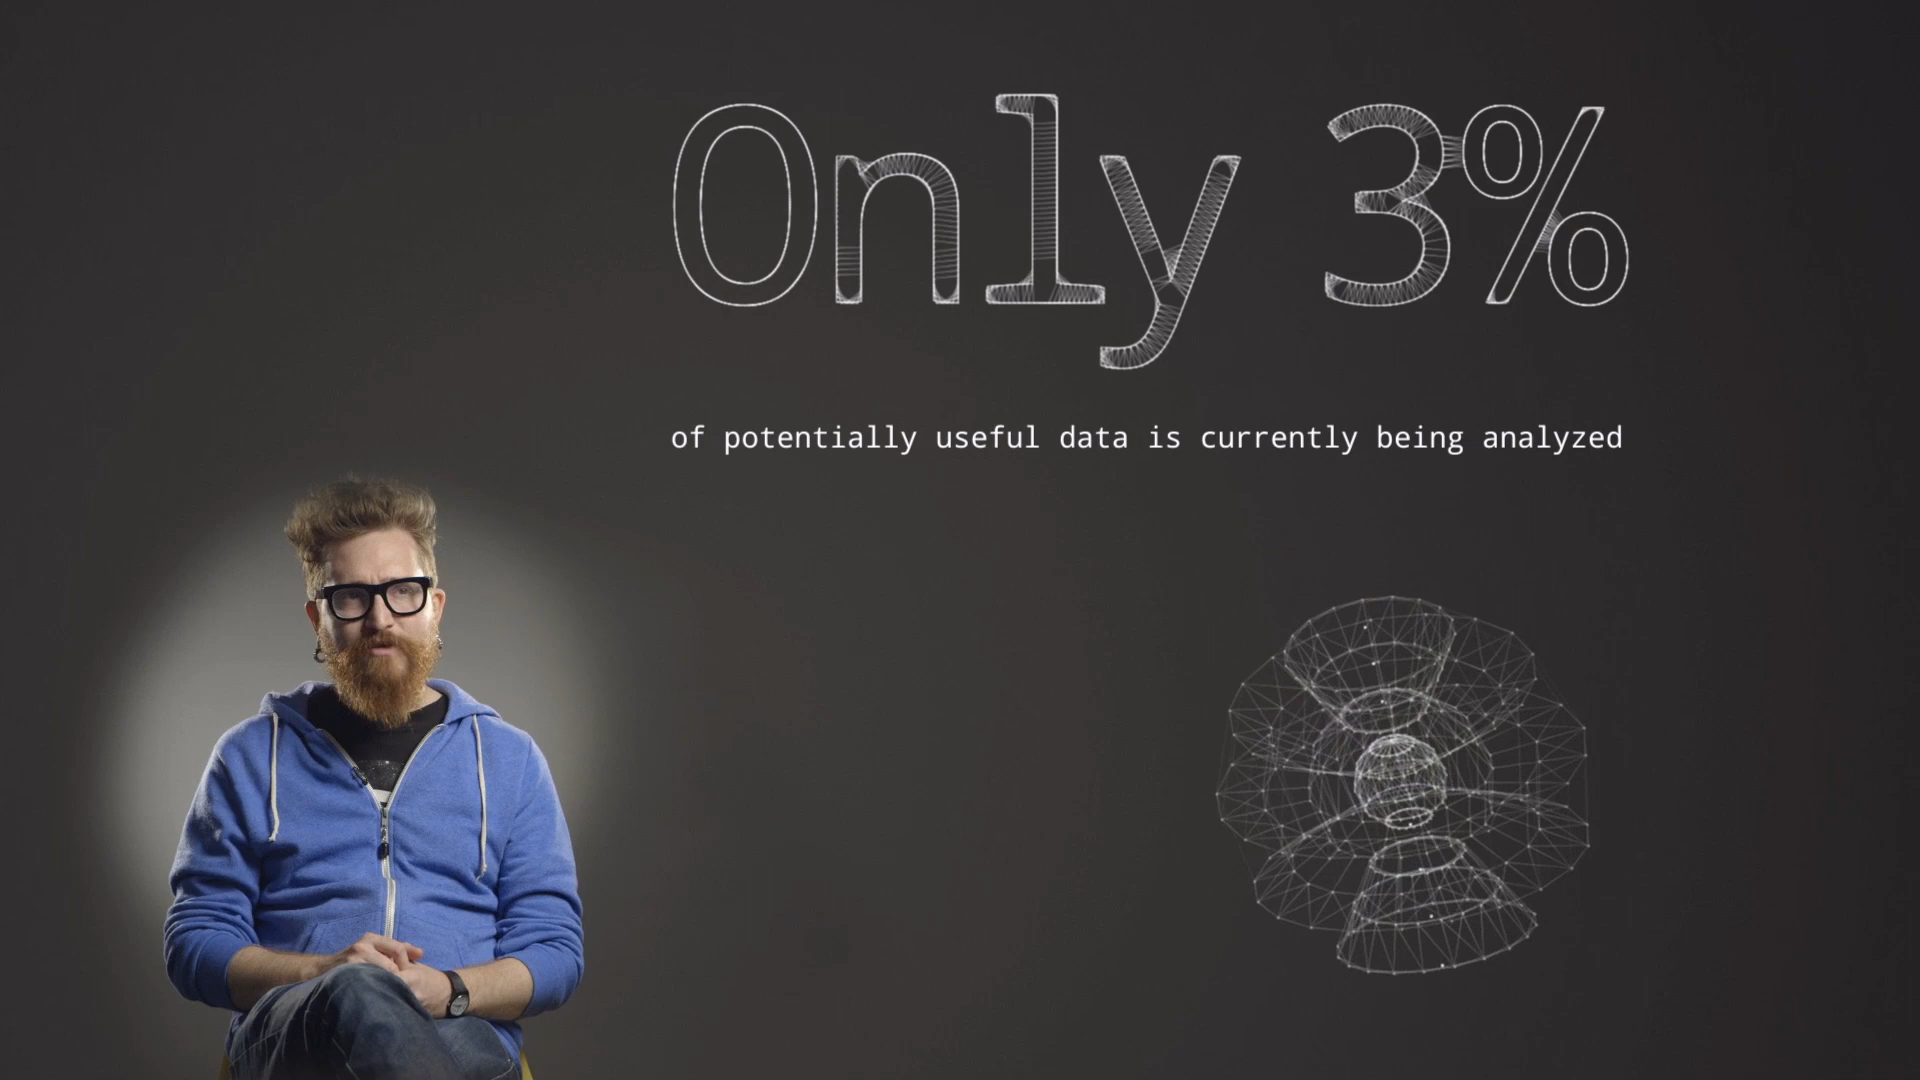 Only 3%
of potentially useful data is currently being analyzed